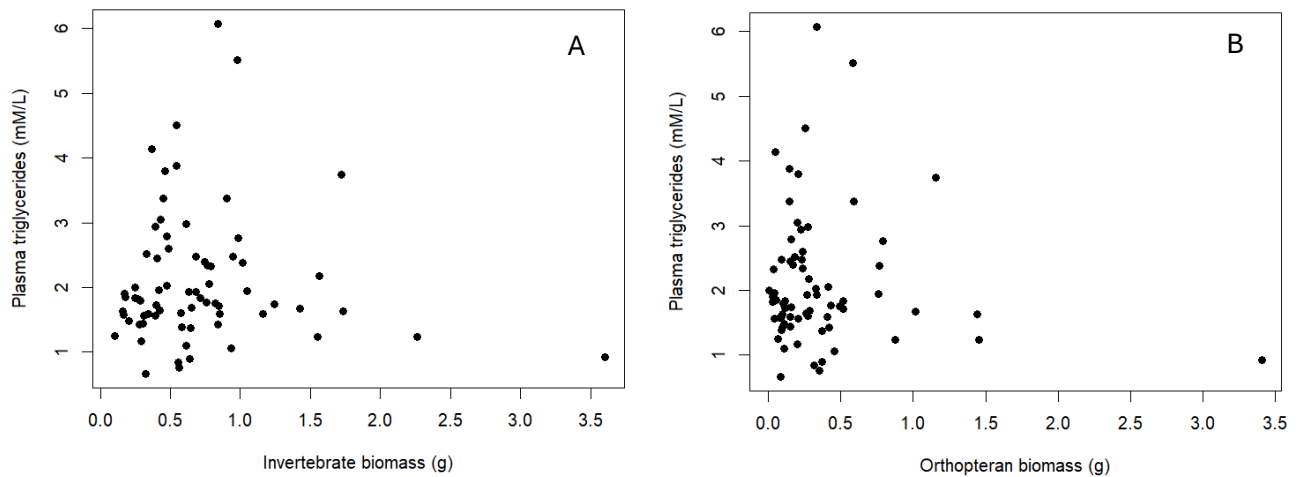 A
Plasma triglycerides (mM/L)
6
5
4
3
2
1
0.0 0.5 1.0 1.5 2.0 2.5 3.0 3.5
Invertebrate biomass (g)
B
Plasma triglycerides (mM/L)
6
5
4
3
2
1
0.0 0.5 1.0 1.5 2.0 2.5 3.0 3.5
Orthopteran biomass (g)